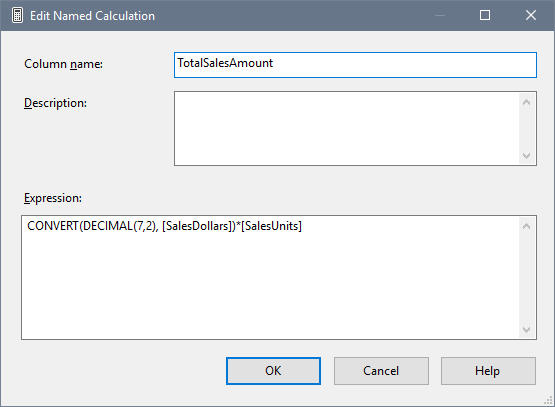 Edit Named Calculation
Column name: TotalSalesAmount
Description:
Expression:
CONVERT(DECIMAL(7,2), [SalesDollars])*[SalesUnits]
OK Cancel Help